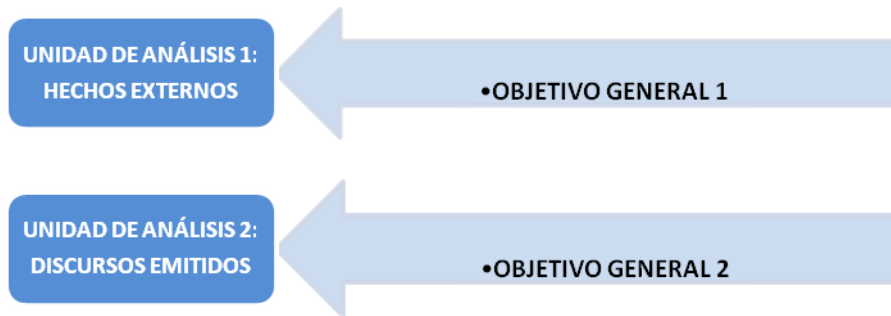 UNIDAD DE ANÁLISIS 1:
HECHOS EXTERNOS
•OBJETIVO GENERAL 1
UNIDAD DE ANÁLISIS 2:
DISCURSOS EMITIDOS
•OBJETIVO GENERAL 2